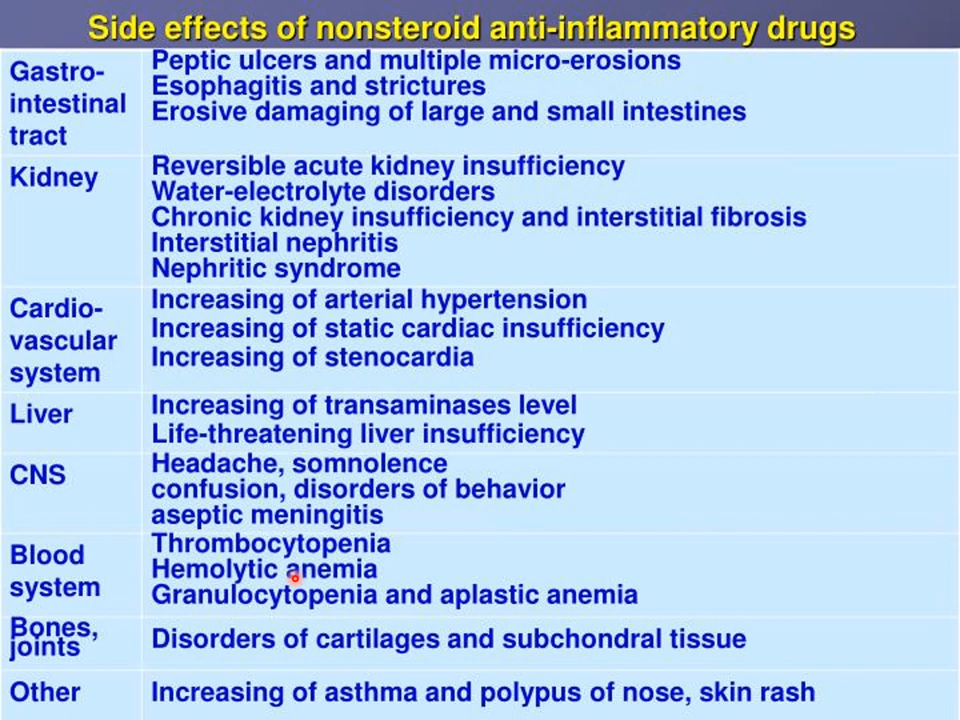 Side effects of nonsteroid anti-inflammatory drugs
Gastro-
intestinal
tract
Peptic ulcers and multiple micro-erosions
Esophagitis and strictures
Erosive damaging of large and small intestines
Kidney
Reversible acute kidney insufficiency
Water-electrolyte disorders
Chronic kidney insufficiency and interstitial fibrosis
Interstitial nephritis
Nephritic syndrome
Cardio-
vascular
system
Increasing of arterial hypertension
Increasing of static cardiac insufficiency
Increasing of stenocardia
Liver
Increasing of transaminases level
Life-threatening liver insufficiency
CNS
Headache, somnolence
confusion, disorders of behavior
aseptic meningitis
Blood
system
Thrombocytopenia
Hemolytic anemia
Granulocytopenia and aplastic anemia
Bones,
joints
Disorders of cartilages and subchondral tissue
Other
Increasing of asthma and polypus of nose, skin rash